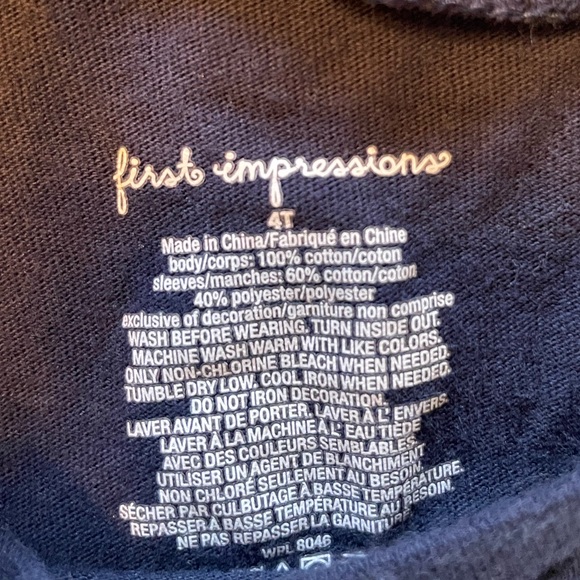 first impressions
4T
Made in China/Fabriqué en Chine
body/corps: 100% cotton/coton
sleeves/manches: 60% cotton/coton
40% polyester/polyester
exclusive of decoration/garniture non comprise
WASH BEFORE WEARING. TURN INSIDE OUT.
MACHINE WASH WARM WITH LIKE COLORS.
ONLY NON-CHLORINE BLEACH WHEN NEEDED.
TUMBLE DRY LOW. COOL IRON WHEN NEEDED.
DO NOT IRON DECORATION.
LAVER AVANT DE PORTER. LAVER À L' ENVERS.
LAVER À LA MACHINE À L' EAU TIÈDE
AVEC DES COULEURS SEMBLABLES.
UTILISER UN AGENT DE BLANCHIMENT
NON CHLORÉ SEULEMENT AU BESOIN.
SÉCHER PAR CULBUTAGE À BASSE TEMPÉRATURE.
REPASSER À BASSE TEMPÉRATURE AU BESOIN.
NE PAS REPASSER LA GARNITURE
WPL 8046